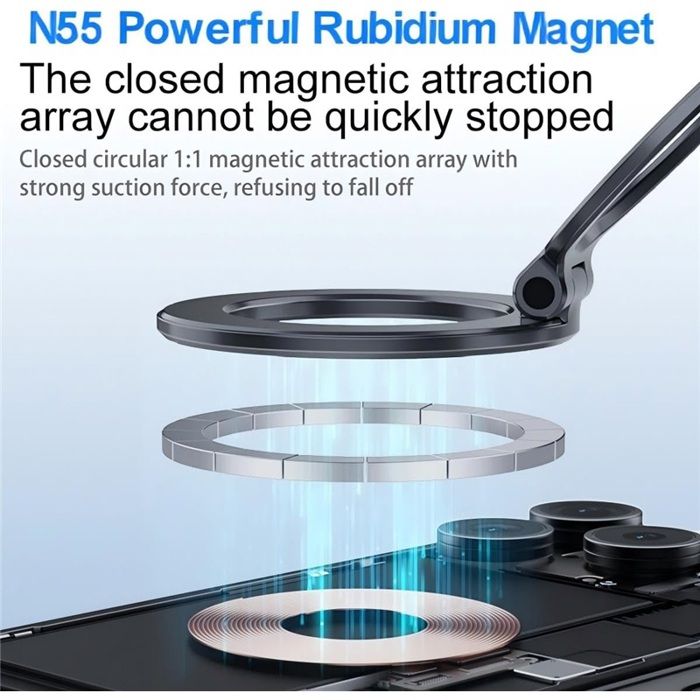 N55 Powerful Rubidium Magnet
The closed magnetic attraction
array cannot be quickly stopped
Closed circular 1:1 magnetic attraction array with
strong suction force, refusing to fall off